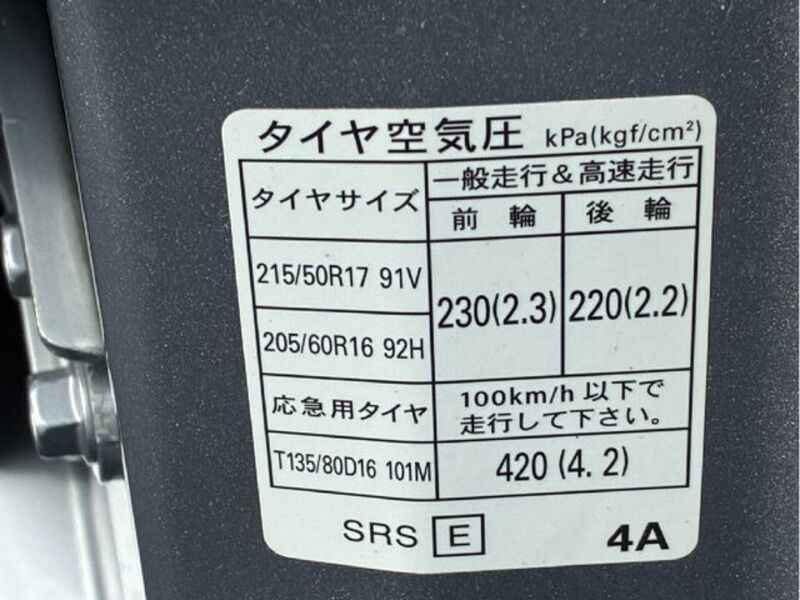 タイヤ空気圧 kPa(kgf/cm²)
タイヤサイズ
一般走行&高速走行
前輪 後輪
215/50R17 91V
205/60R16 92H
230(2.3) 220(2.2)
応急用タイヤ
100km/h 以下で
走行して下さい。
T135/80D16 101M
420 (4.2)
SRS E 4A